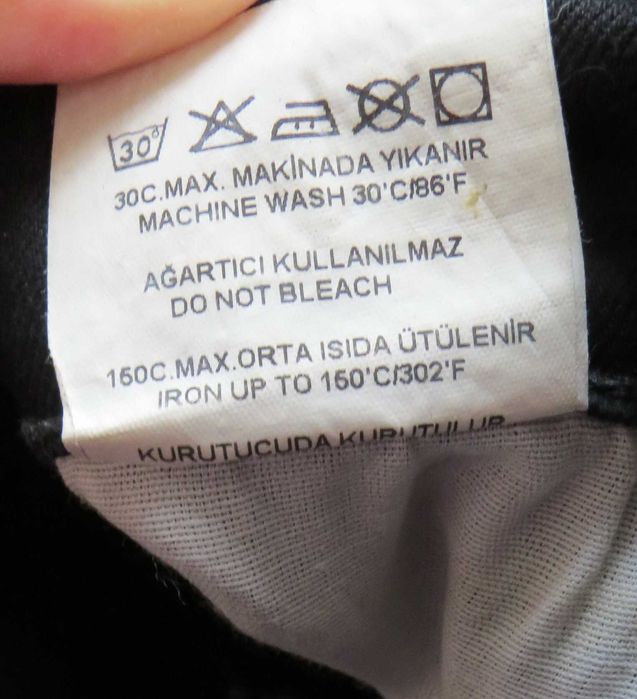 30°
30C.MAX. MAKİNADA YIKANIR
MACHINE WASH 30'C/86'F
AĞARTICI KULLANILMAZ
DO NOT BLEACH
150C.MAX.ORTA ISIDA ÜTÜLENİR
IRON UP TO 150'C/302'F
KURUTUCUDA KURUTULUR